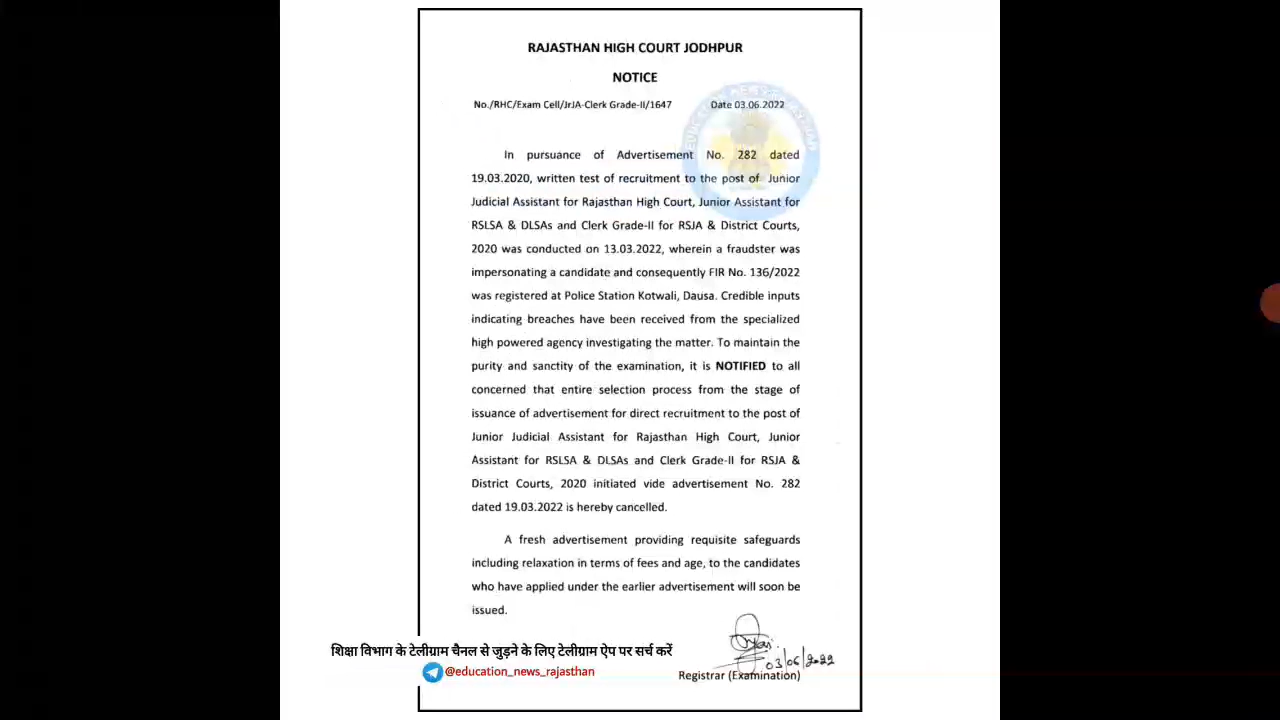 RAJASTHAN HIGH COURT JODHPUR
NOTICE
No./RHC/Exam Cell/JrJA-Clerk Grade-II/1647 Date 03.06.2022
In pursuance of Advertisement No. 282 dated
19.03.2020, written test of recruitment to the post of Junior
Judicial Assistant for Rajasthan High Court, Junior Assistant for
RSLSA & DLSAs and Clerk Grade-II for RSJA & District Courts,
2020 was conducted on 13.03.2022, wherein a fraudster was
impersonating a candidate and consequently FIR No. 136/2022
was registered at Police Station Kotwali, Dausa. Credible inputs
indicating breaches have been received from the specialized
high powered agency investigating the matter. To maintain the
purity and sanctity of the examination, it is NOTIFIED to all
concerned that entire selection process from the stage of
issuance of advertisement for direct recruitment to the post of
Junior Judicial Assistant for Rajasthan High Court, Junior
Assistant for RSLSA & DLSAs and Clerk Grade-II for RSJA &
District Courts, 2020 initiated vide advertisement No. 282
dated 19.03.2022 is hereby cancelled.
A fresh advertisement providing requisite safeguards
including relaxation in terms of fees and age, to the candidates
who have applied under the earlier advertisement will soon be
issued.
03/06/2022
Registrar (Examination)
शिक्षा विभाग के टेलीग्राम चैनल से जुड़ने के लिए टेलीग्राम ऐप पर सर्च करें
@education_news_rajasthan